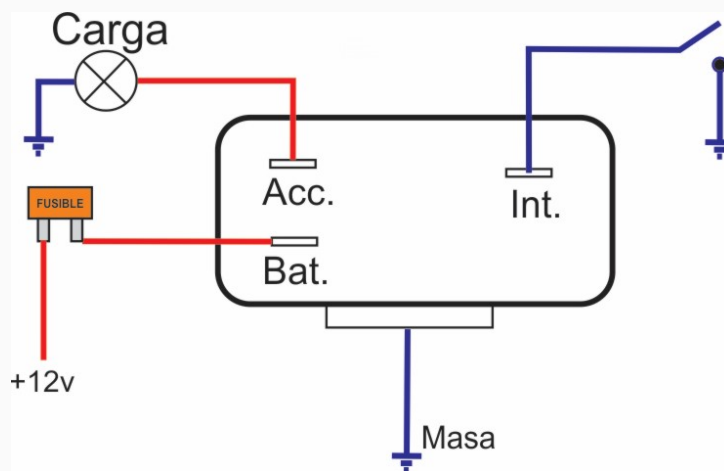 Carga
FUSIBLE
Acc.
Int.
Bat.
+12v
Masa